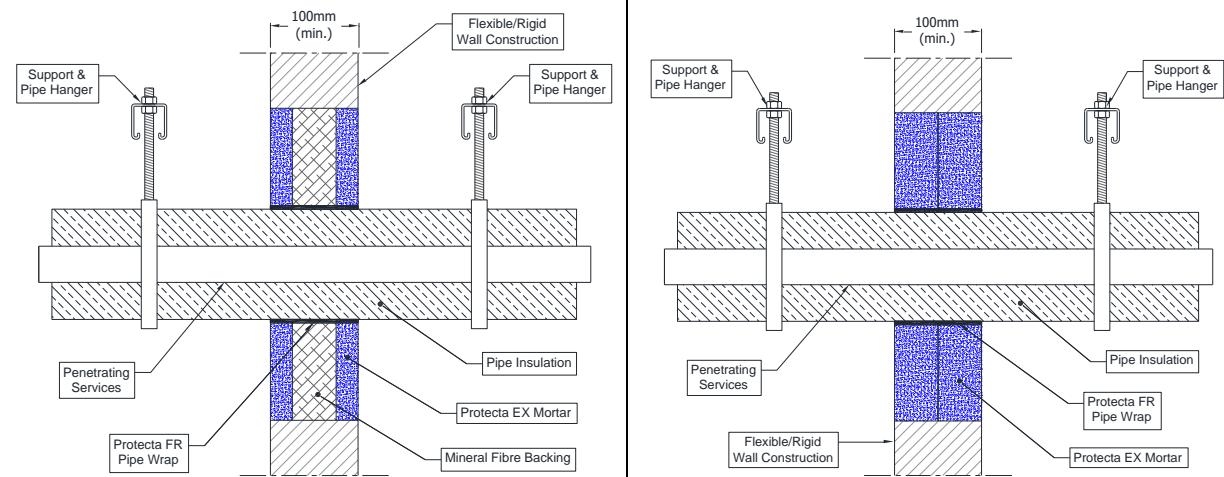 100mm
(min.)
Flexible/Rigid
Wall Construction
Support &
Pipe Hanger
Support &
Pipe Hanger
Penetrating
Services
Pipe Insulation
Protecta EX Mortar
Protecta FR
Pipe Wrap
Mineral Fibre Backing
100mm
(min.)
Support &
Pipe Hanger
Support &
Pipe Hanger
Penetrating
Services
Pipe Insulation
Protecta FR
Pipe Wrap
Flexible/Rigid
Wall Construction
Protecta EX Mortar